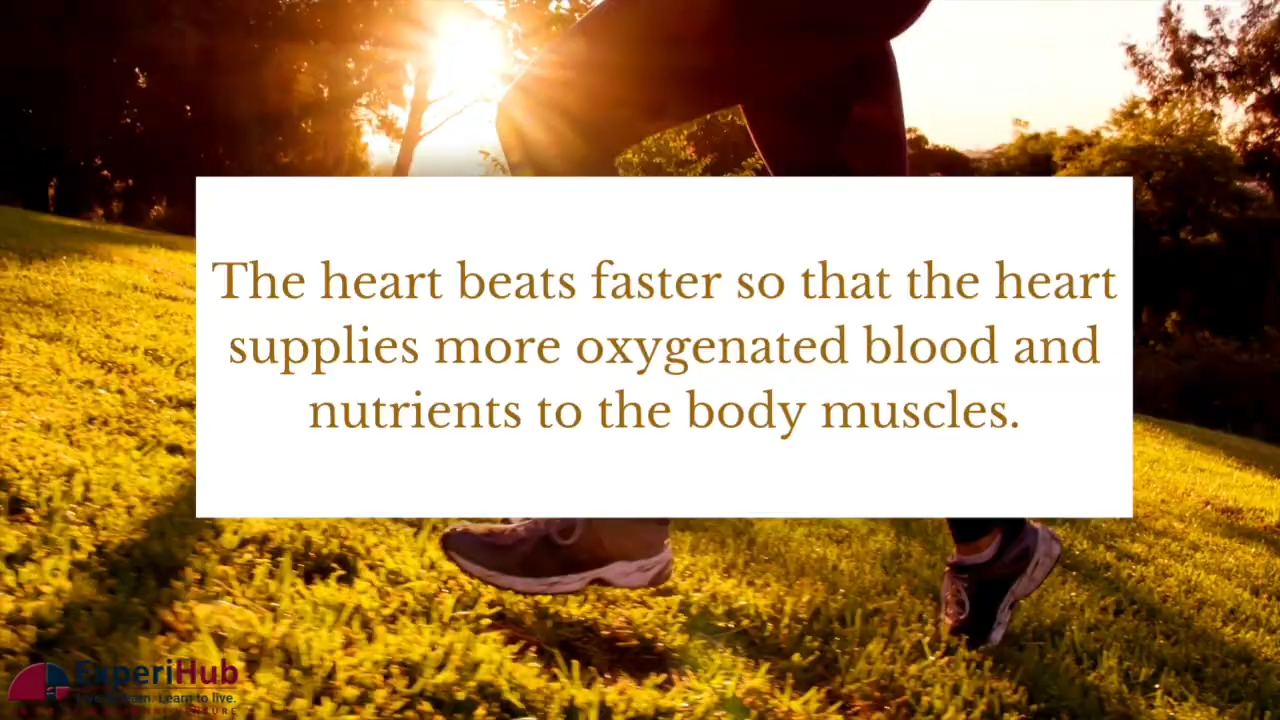 The heart beats faster so that the heart
supplies more oxygenated blood and
nutrients to the body muscles.
ExperiHub
Learn to live.